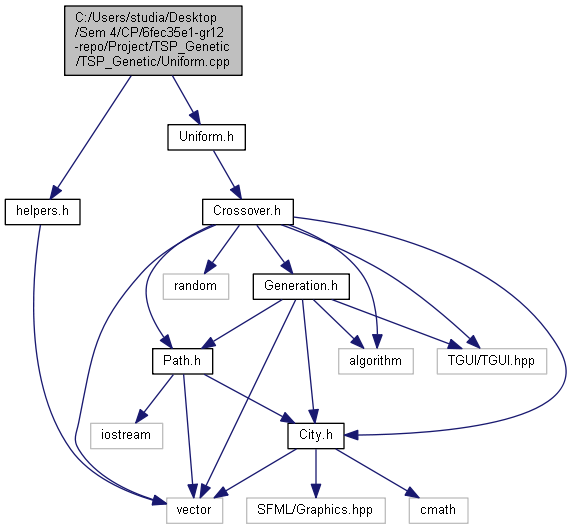 C:/Users/studia/Desktop
/Sem 4/CP/6fec35e1-gr12
-repo/Project/TSP_Genetic
/TSP_Genetic/Uniform.cpp
Uniform.h
helpers.h
Crossover.h
random
Generation.h
Path.h
algorithm
TGUI/TGUI.hpp
iostream
City.h
vector
SFML/Graphics.hpp
cmath